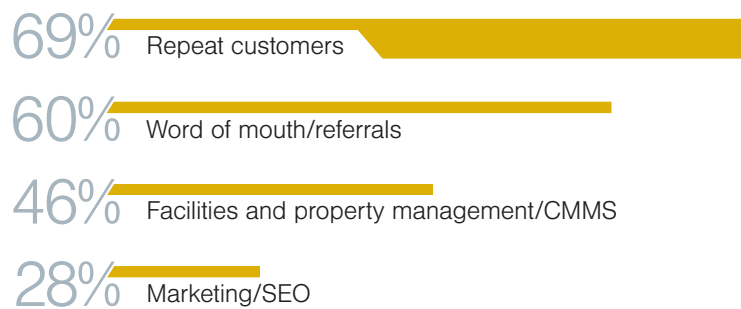 69%
Repeat customers
60%
Word of mouth/referrals
46%
Facilities and property management/CMMS
28%
Marketing/SEO